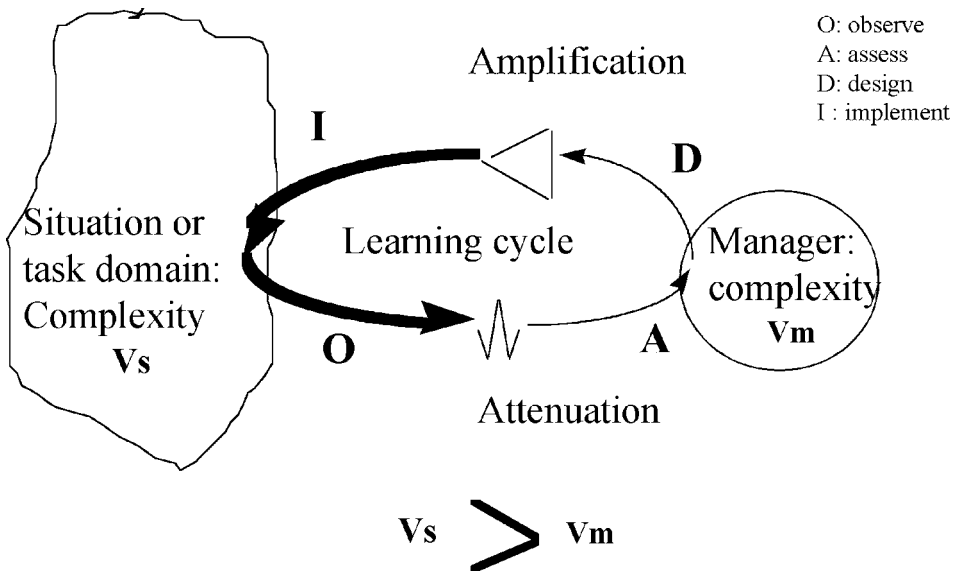 O: observe
A: assess
D: design
I : implement
Amplification
I
D
Situation or
task domain:
Complexity
Vs
Learning cycle
Manager:
complexity
Vm
O
A
Attenuation
Vs > Vm